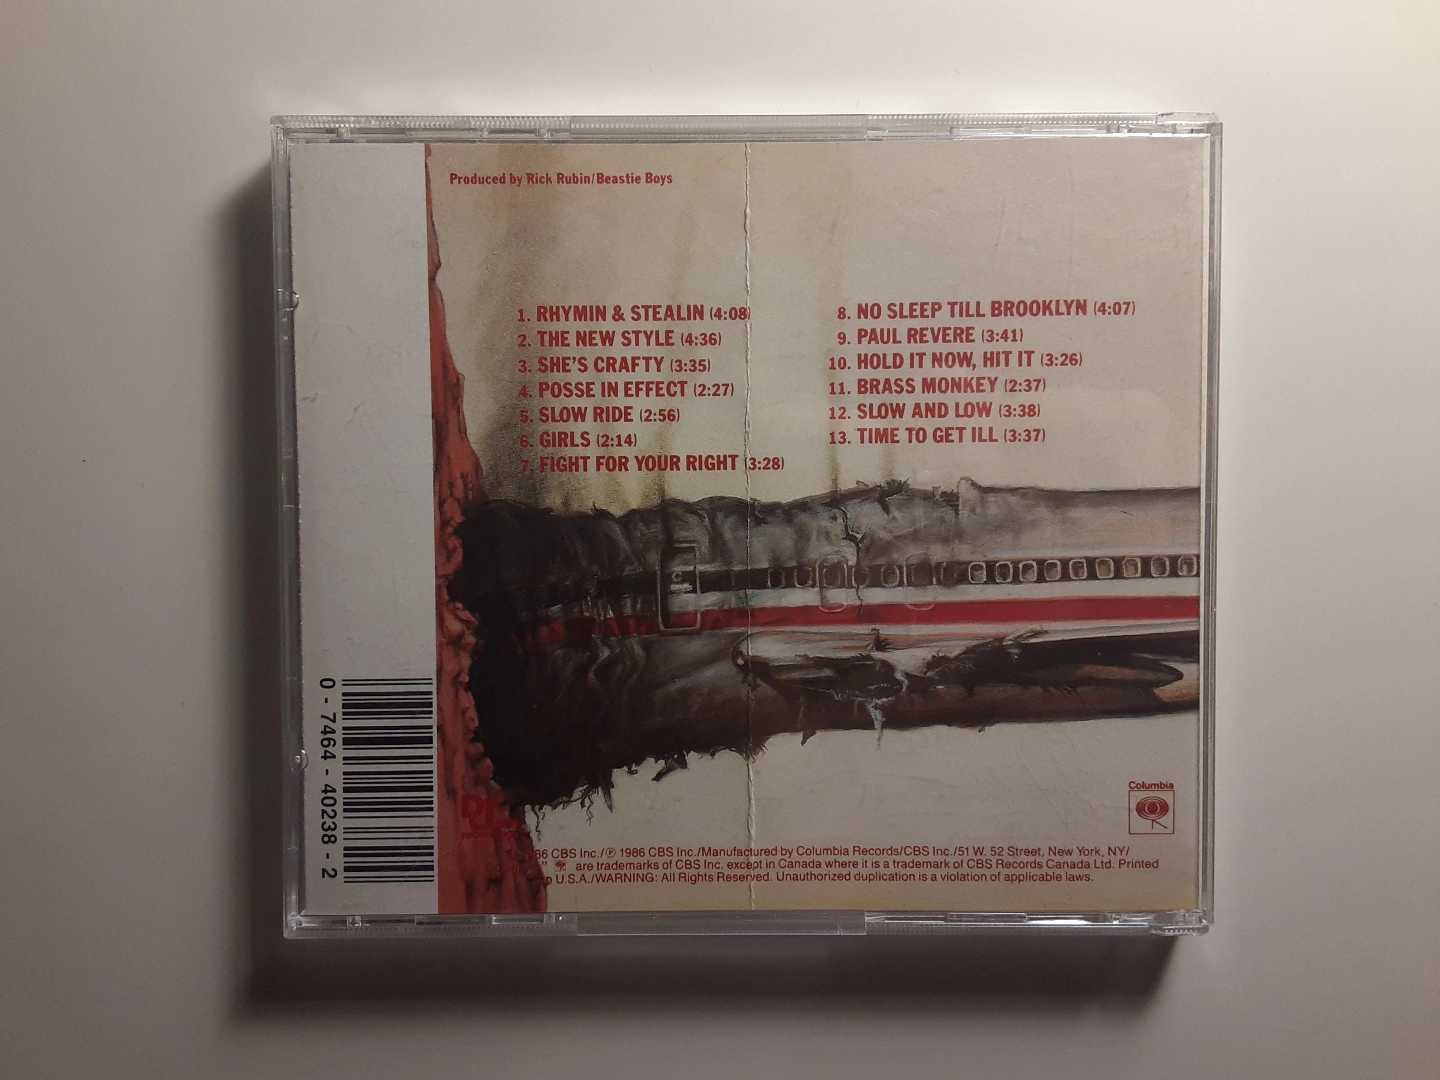 Produced by Rick Rubin/Beastie Boys
1. RHYMIN & STEALIN (4:08)
2. THE NEW STYLE (4:36)
3. SHE'S CRAFTY (3:35)
4. POSSE IN EFFECT (2:27)
5. SLOW RIDE (2:56)
6. GIRLS (2:14)
7. FIGHT FOR YOUR RIGHT (3:28)
8. NO SLEEP TILL BROOKLYN (4:07)
9. PAUL REVERE (3:41)
10. HOLD IT NOW, HIT IT (3:26)
11. BRASS MONKEY (2:37)
12. SLOW AND LOW (3:38)
13. TIME TO GET ILL (3:37)
0 - 7464 - 40238 - 2
Columbia
86 CBS Inc./℗ 1986 CBS Inc./Manufactured by Columbia Records/CBS Inc./51 W. 52 Street, New York, NY/
are trademarks of CBS Inc. except in Canada where it is a trademark of CBS Records Canada Ltd. Printed
U.S.A./WARNING: All Rights Reserved. Unauthorized duplication is a violation of applicable laws.